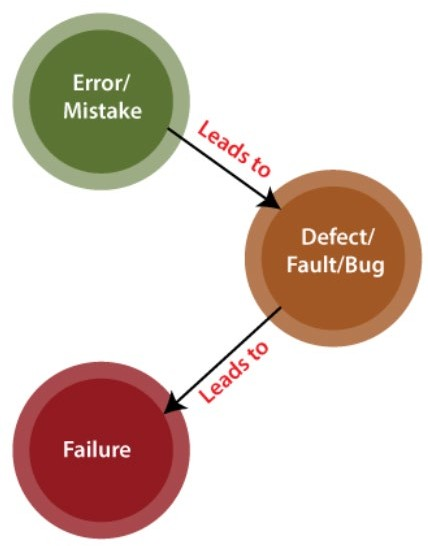 Error/
Mistake
Leads to
Defect/
Fault/Bug
Leads to
Failure